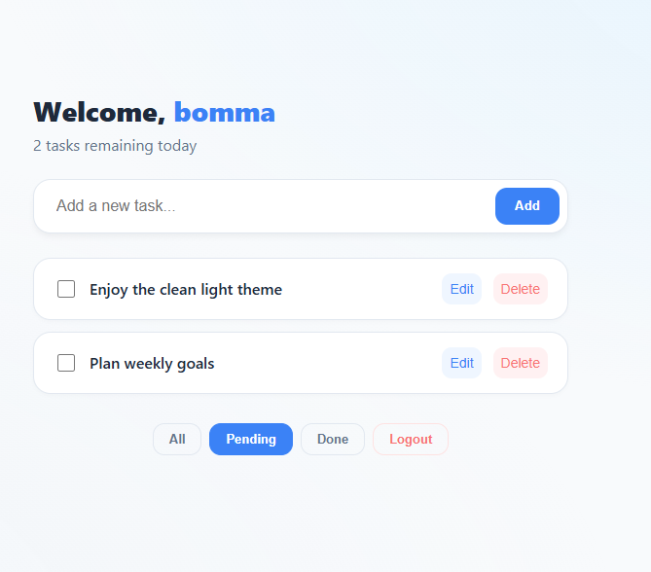 Welcome, bomma
2 tasks remaining today
Add a new task... Add
Enjoy the clean light theme Edit Delete
Plan weekly goals Edit Delete
All Pending Done Logout